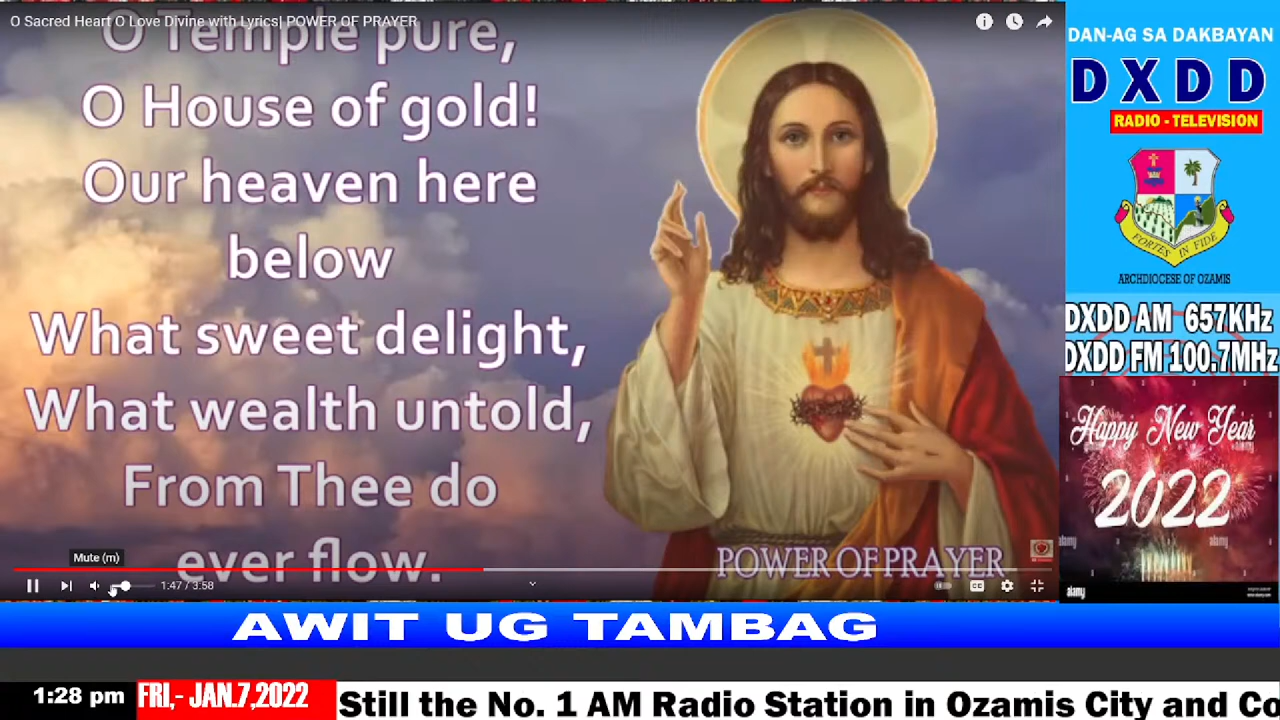 O Sacred Heart O Love Divine with Lyrics| POWER OF PRAYER
O Temple pure,
O House of gold!
Our heaven here
below
What sweet delight,
What wealth untold,
From Thee do
ever flow.
POWER OF PRAYER
Mute (m)
1:47 / 3:58
CC
DAN-AG SA DAKBAYAN
DXDD
RADIO - TELEVISION
FORTES IN FIDE
ARCHDIOCESE OF OZAMIS
DXDD AM 657KHz
DXDD FM 100.7MHz
Happy New Year
2022
alamy
alamy
alamy
AWIT UG TAMBAG
1:28 pm
FRI,- JAN.7,2022
Still the No. 1 AM Radio Station in Ozamis City and Co